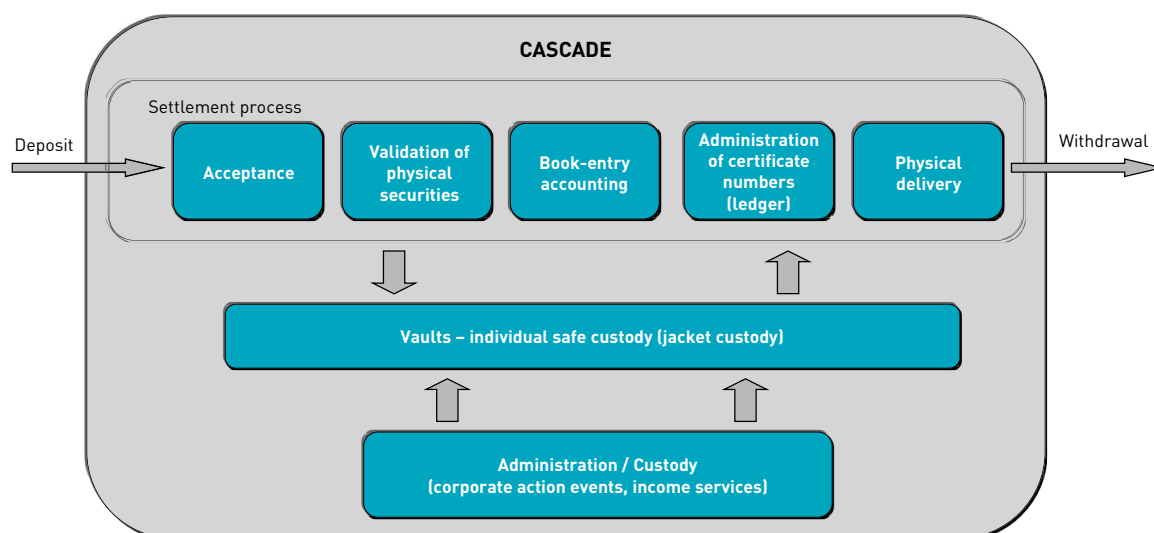 CASCADE
Settlement process
Deposit
Acceptance
Validation of
physical
securities
Book-entry
accounting
Administration
of certificate
numbers
(ledger)
Physical
delivery
Withdrawal
Vaults – individual safe custody (jacket custody)
Administration / Custody
(corporate action events, income services)